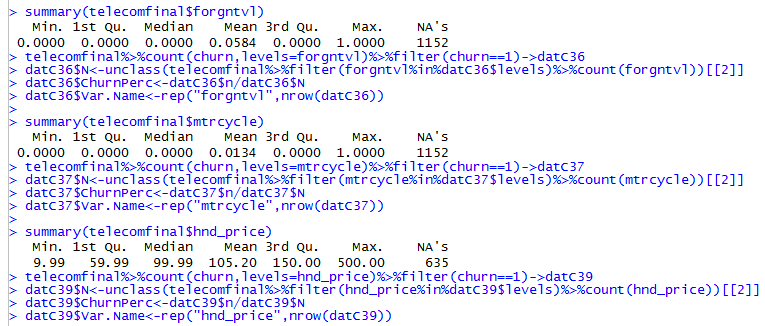 > summary(telecomfinal$forgntvl)
   Min. 1st Qu.  Median    Mean 3rd Qu.    Max.    NA's
 0.0000  0.0000  0.0000  0.0584  0.0000  1.0000    1152
> telecomfinal%>%count(churn,levels=forgntvl)%>%filter(churn==1)->datC36
> datC36$N<-unclass(telecomfinal%>%filter(forgntvl%in%datC36$levels)%>%count(forgntvl))[[2]]
> datC36$ChurnPerc<-datC36$n/datC36$N
> datC36$Var.Name<-rep("forgntvl",nrow(datC36))
>
> summary(telecomfinal$mtrcycle)
   Min. 1st Qu.  Median    Mean 3rd Qu.    Max.    NA's
 0.0000  0.0000  0.0000  0.0134  0.0000  1.0000    1152
> telecomfinal%>%count(churn,levels=mtrcycle)%>%filter(churn==1)->datC37
> datC37$N<-unclass(telecomfinal%>%filter(mtrcycle%in%datC37$levels)%>%count(mtrcycle))[[2]]
> datC37$ChurnPerc<-datC37$n/datC37$N
> datC37$Var.Name<-rep("mtrcycle",nrow(datC37))
>
> summary(telecomfinal$hnd_price)
   Min. 1st Qu.  Median    Mean 3rd Qu.    Max.    NA's
   9.99   59.99   99.99  105.20  150.00  500.00     635
> telecomfinal%>%count(churn,levels=hnd_price)%>%filter(churn==1)->datC39
> datC39$N<-unclass(telecomfinal%>%filter(hnd_price%in%datC39$levels)%>%count(hnd_price))[[2]]
> datC39$ChurnPerc<-datC39$n/datC39$N
> datC39$Var.Name<-rep("hnd_price",nrow(datC39))